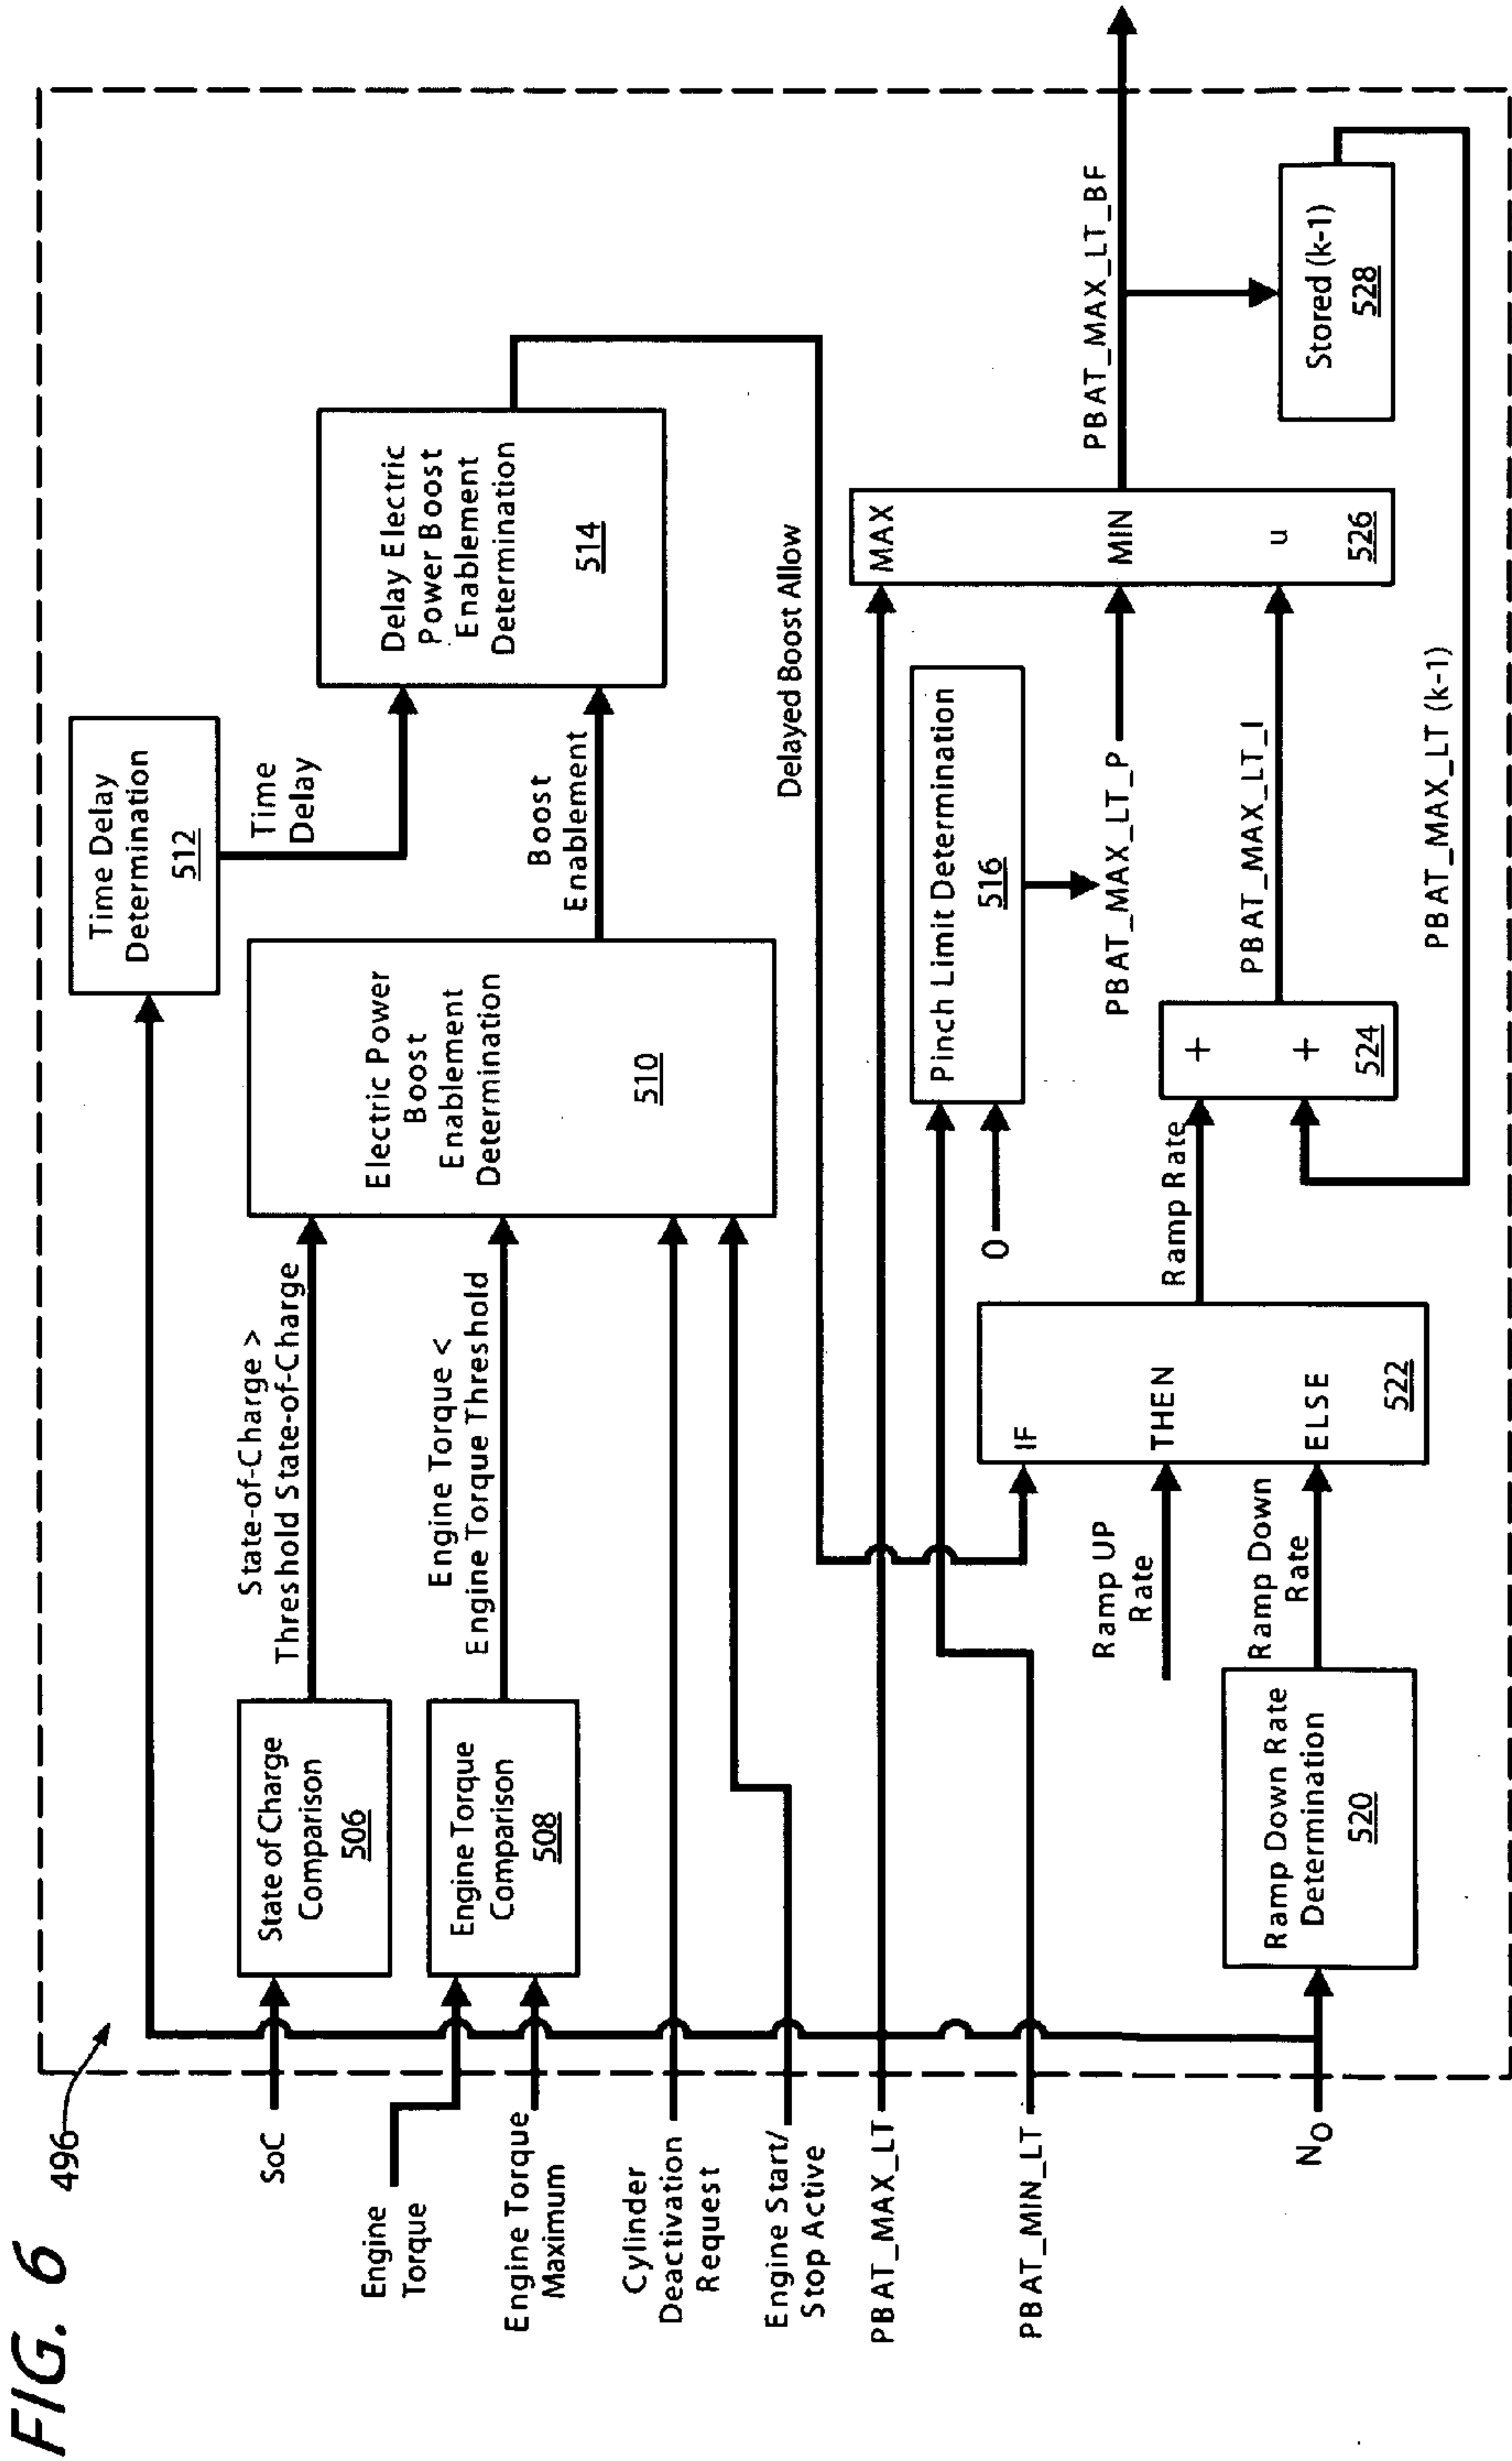 FIG. 6
496
SoC
Engine
Torque
Engine Torque
Maximum
Cylinder
Deactivation
Request
Engine Start/
Stop Active
PBAT_MAX_LT
PBAT_MIN_LT
NO
State of Charge
Comparison
506
Engine Torque
Comparison
508
State-of-Charge >
Threshold State-of-Charge
Engine Torque <
Engine Torque Threshold
Electric Power
Boost
Enablement
Determination
510
Time Delay
Determination
512
Time
Delay
Boost
Enablement
Delay Electric
Power Boost
Enablement
Determination
514
Delayed Boost Allow
Ramp Down Rate
Determination
520
Ramp UP
Rate
Ramp Down
Rate
IF
THEN
ELSE
522
0
Pinch Limit Determination
516
PBAT_MAX_LT_P
Ramp Rate
+
+
524
PBAT_MAX_LT_I
PBAT_MAX_LT (k-1)
MAX
MIN
u
526
PBAT_MAX_LT_BF
Stored (k-1)
528